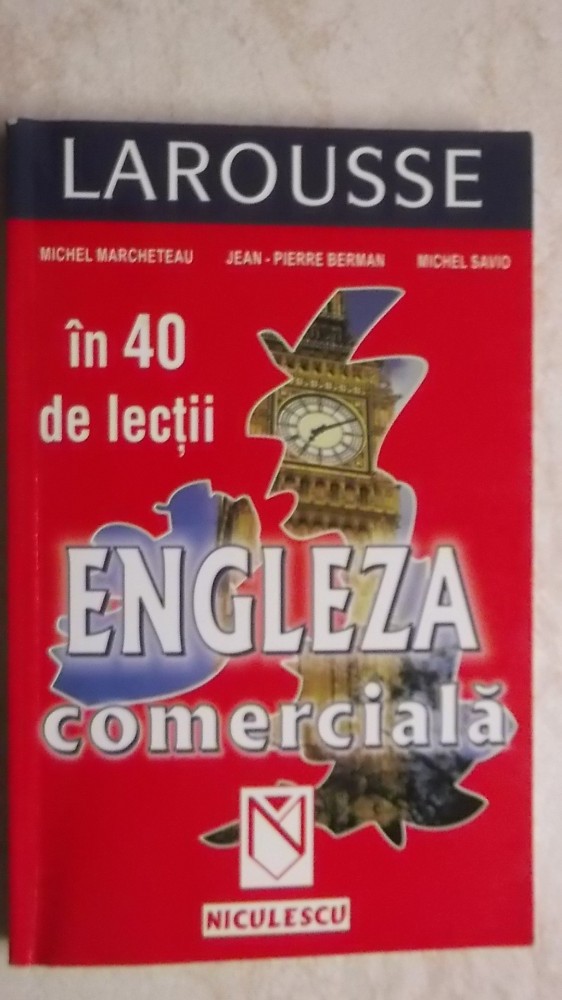 LAROUSSE
MICHEL MARCHETEAU JEAN - PIERRE BERMAN MICHEL SAVIO
în 40
de lecții
ENGLEZA
comercială
NICULESCU